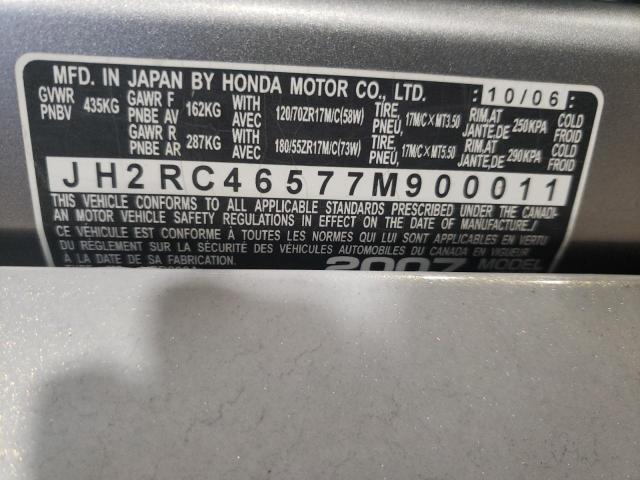 MFD. IN JAPAN BY HONDA MOTOR CO., LTD. :10/06:
GVWR PNBV 435KG GAWR F PNBE AV 162KG WITH AVEC 120/70ZR17M/C(58W) TIRE, PNEU, 17M/C×MT3.50 RIM,AT JANTE,DE 250KPA COLD FROID
GAWR R PNBE AR 287KG WITH AVEC 180/55ZR17M/C(73W) TIRE, PNEU, 17M/C×MT5.50 RIM,AT JANTE,DE 290KPA COLD FROID
JH2RC46577M900011
THIS VEHICLE CONFORMS TO ALL APPLICABLE STANDARDS PRESCRIBED UNDER THE CANADI-
AN MOTOR VEHICLE SAFETY REGULATIONS IN EFFECT ON THE DATE OF MANUFACTURE./
CE VÉHICULE EST CONFORME À TOUTES LES NORMES QUI LUI SONT APPLICABLES EN VERTU
DU RÈGLEMENT SUR LA SÉCURITÉ DES VÉHICULES AUTOMOBILES DU CANADA EN VIGUEUR
À LA DATE DE SA FABRICATION.
2007 MODEL